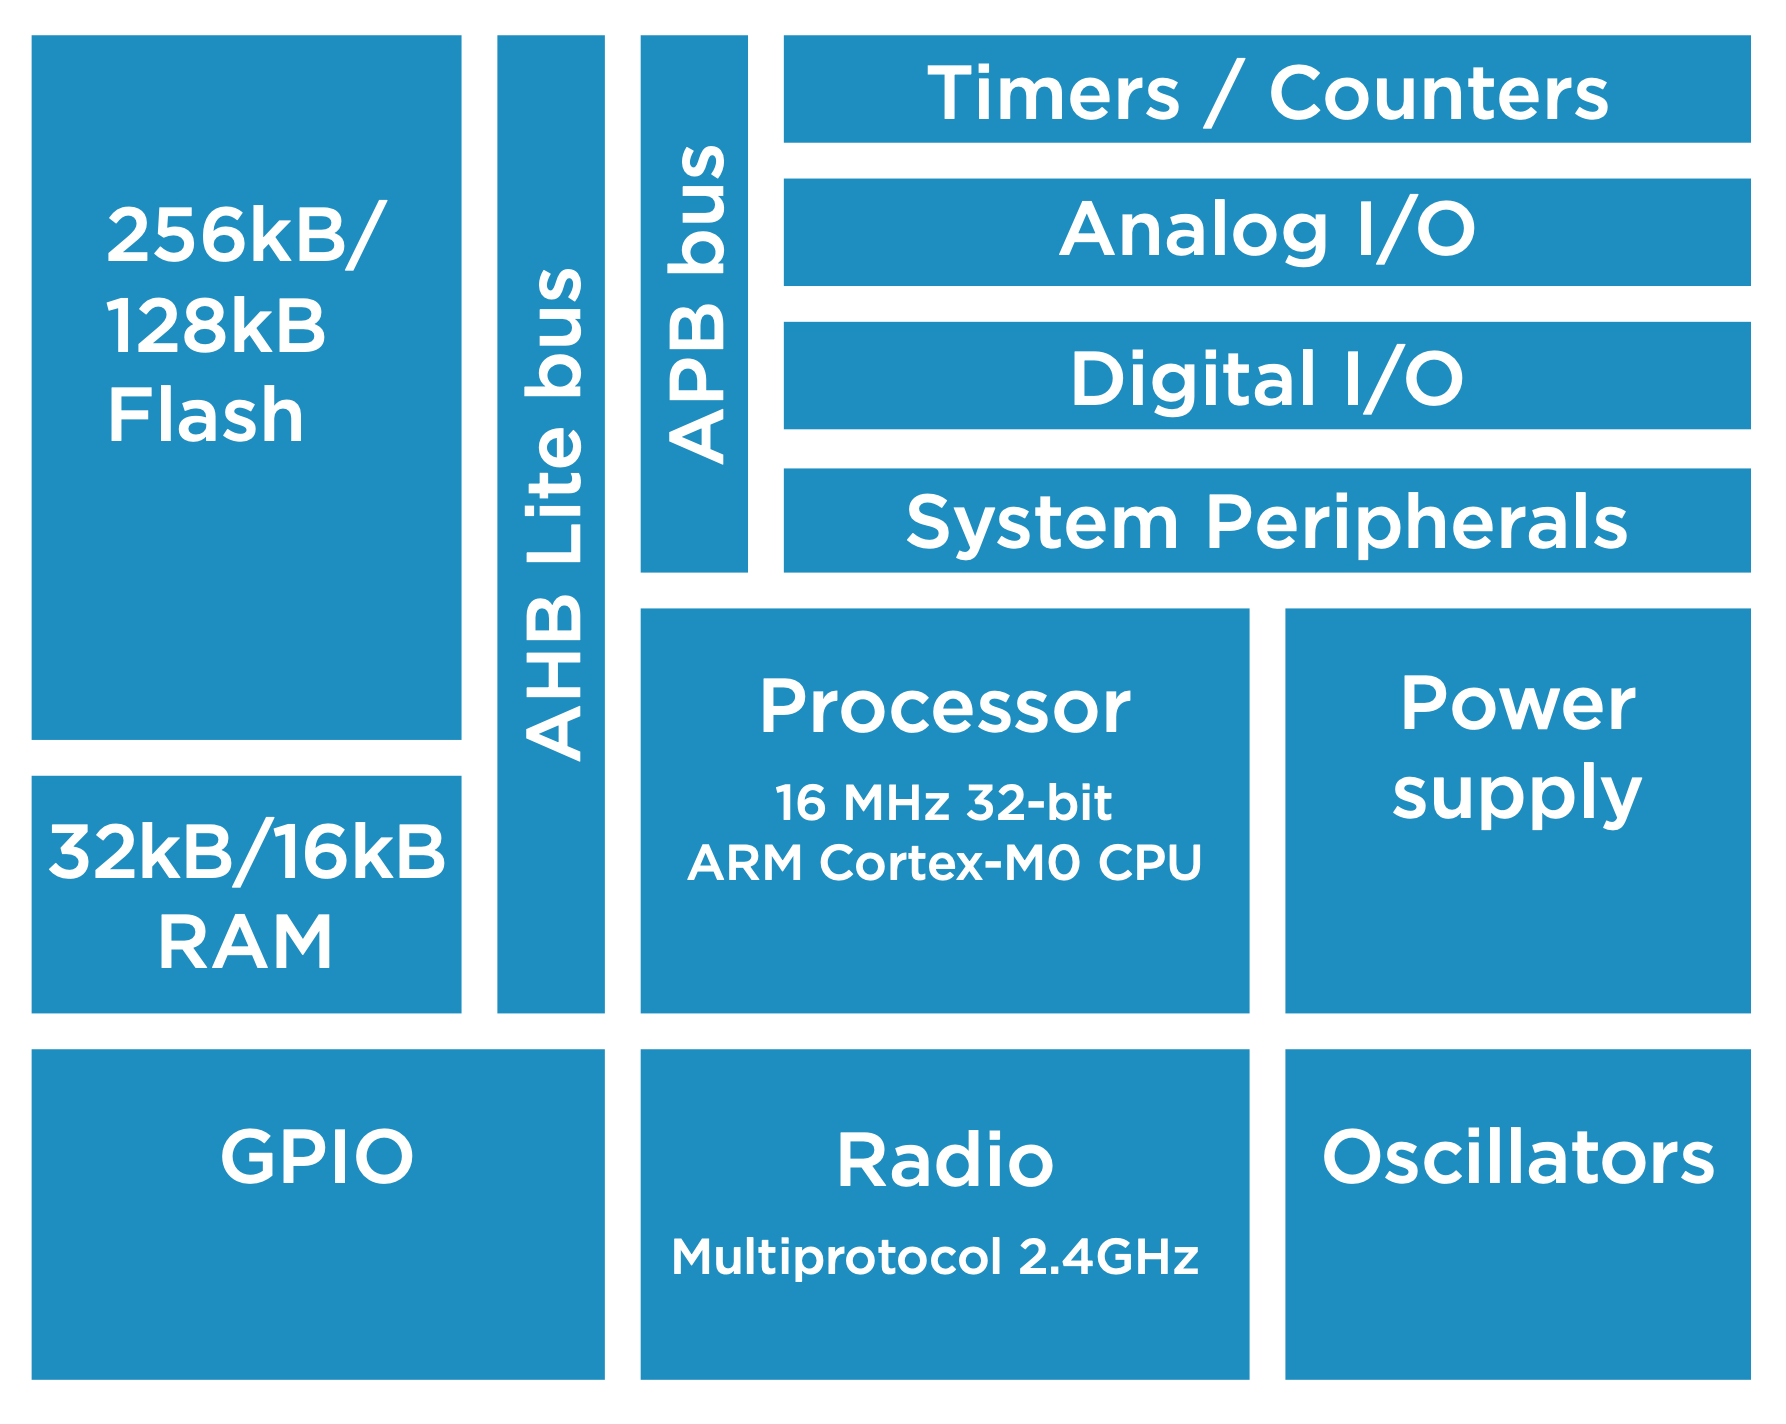 256kB/
128kB
Flash
32kB/16kB
RAM
AHB Lite bus
APB bus
Timers / Counters
Analog I/O
Digital I/O
System Peripherals
Processor
16 MHz 32-bit
ARM Cortex-M0 CPU
Power
supply
GPIO
Radio
Multiprotocol 2.4GHz
Oscillators